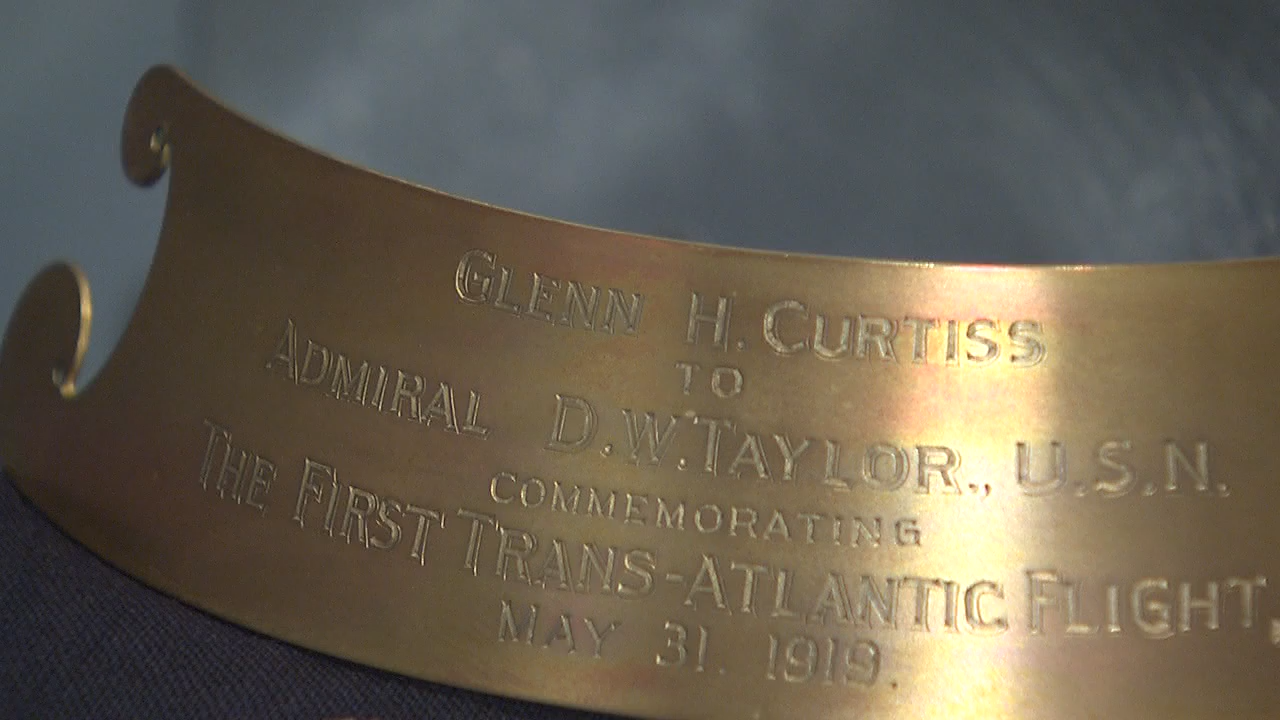 GLENN H. CURTISS
TO
ADMIRAL D.W. TAYLOR., U.S.N.
COMMEMORATING
THE FIRST TRANS-ATLANTIC FLIGHT,
MAY 31. 1919.